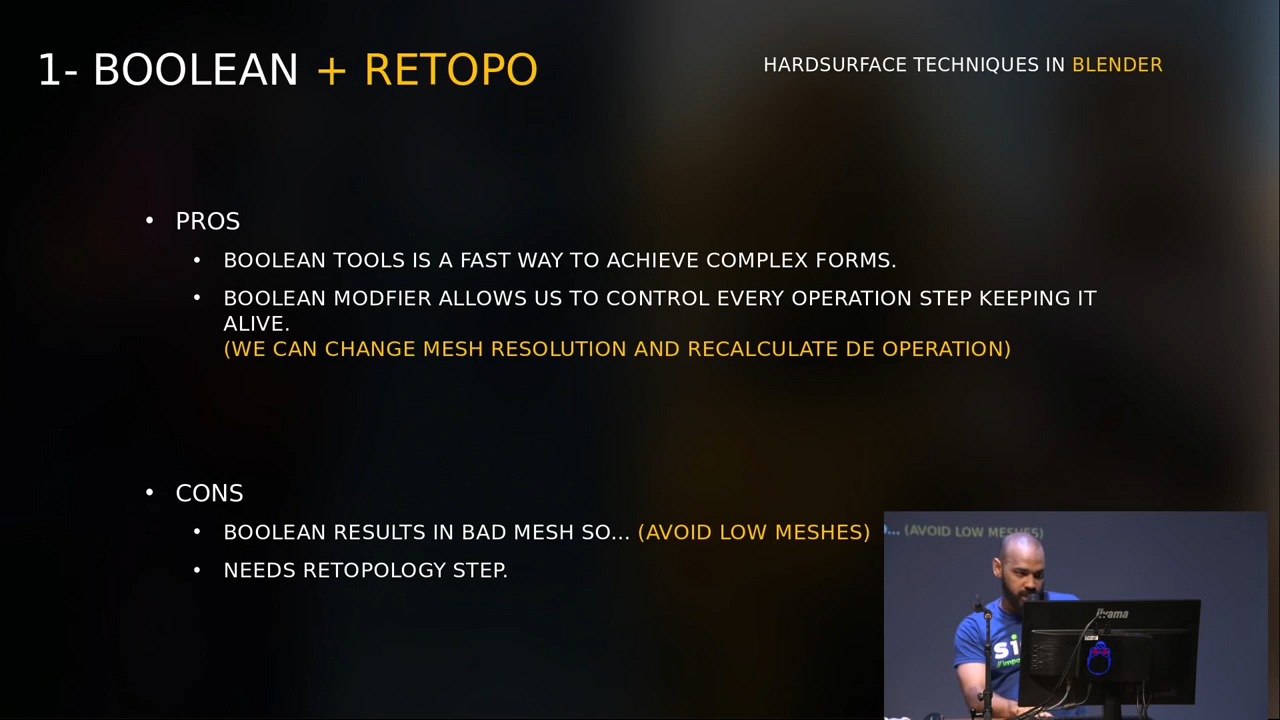 1- BOOLEAN + RETOPO
HARDSURFACE TECHNIQUES IN BLENDER
• PROS
• BOOLEAN TOOLS IS A FAST WAY TO ACHIEVE COMPLEX FORMS.
• BOOLEAN MODFIER ALLOWS US TO CONTROL EVERY OPERATION STEP KEEPING IT
ALIVE.
(WE CAN CHANGE MESH RESOLUTION AND RECALCULATE DE OPERATION)
• CONS
• BOOLEAN RESULTS IN BAD MESH SO... (AVOID LOW MESHES)
• NEEDS RETOPOLOGY STEP.
... (AVOID LOW MESHES)
iiyama